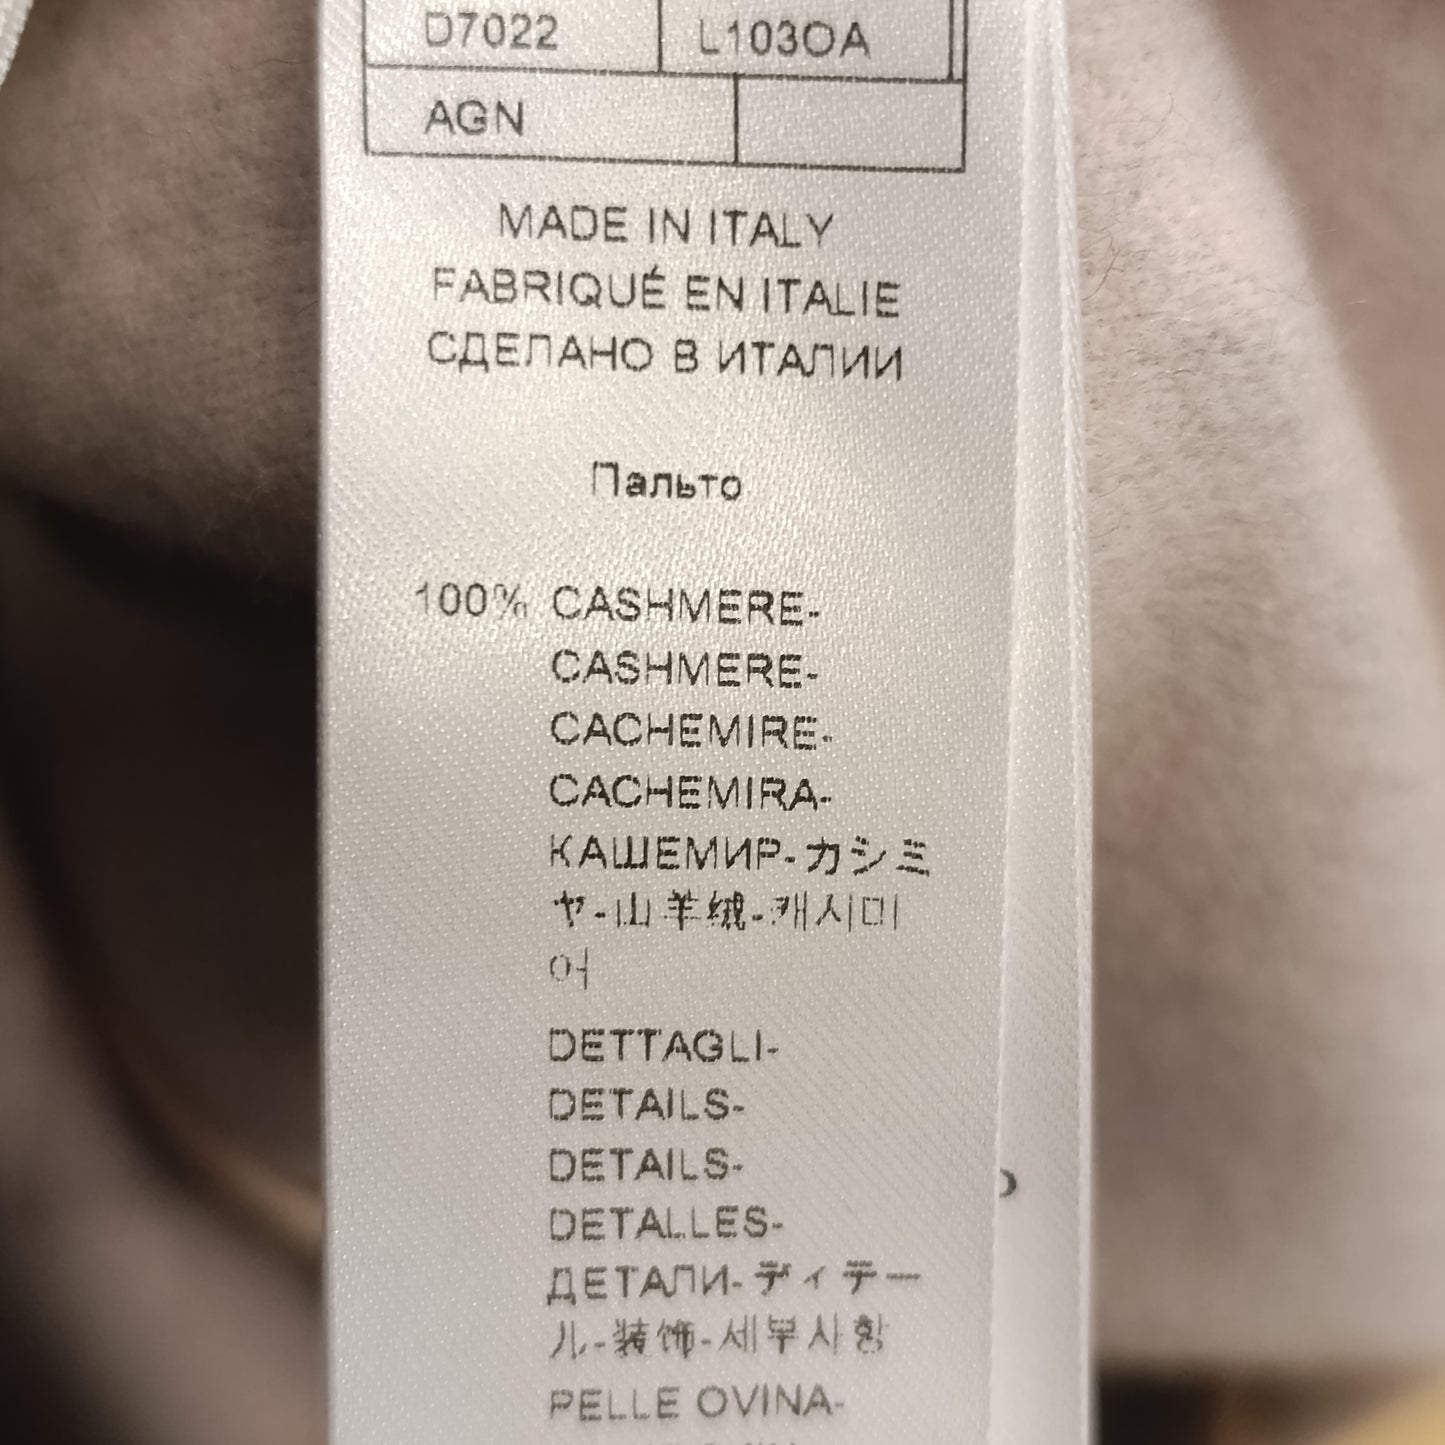 D7022 L103OA
AGN
MADE IN ITALY
FABRIQUÉ EN ITALIE
СДЕЛАНО В ИТАЛИИ
Пальто
100% CASHMERE-
CASHMERE-
CACHEMIRE-
CACHEMIRA-
КАШЕМИР-カシミ
ヤ-山羊绒-캐시미
어
DETTAGLI-
DETAILS-
DETAILS-
DETALLES-
ДЕТАЛИ-ディテー
ル-装饰-세부사항
PELLE OVINA-